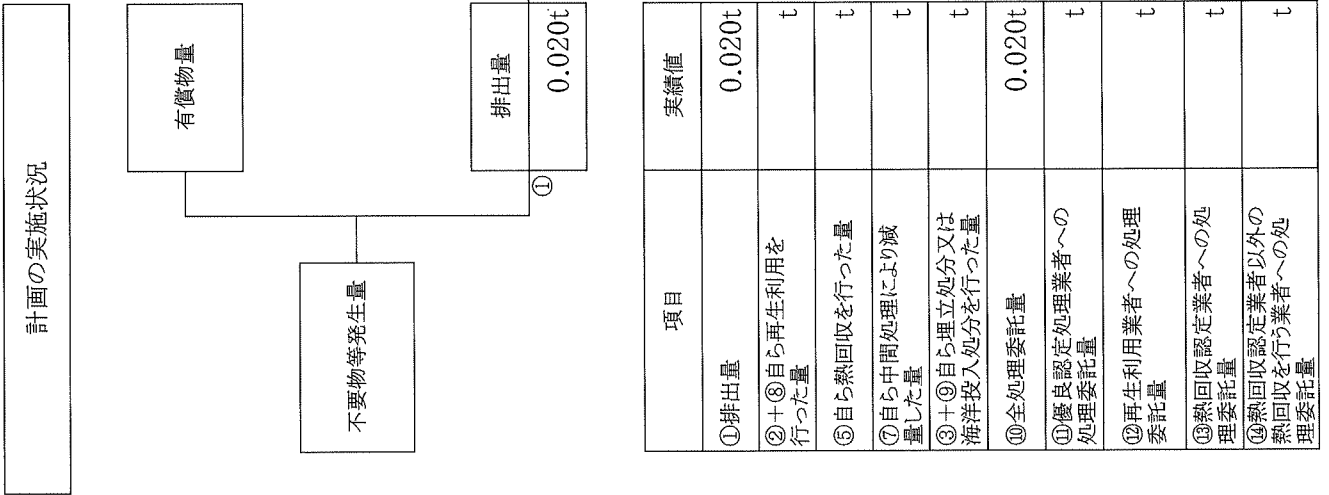 計画の実施状況
有償物量
不要物等発生量
排出量
①
0.020t
項目
実績値
①排出量
0.020t
②+⑧自ら再生利用を
行った量
t
⑤自ら熱回収を行った量
t
⑦自ら中間処理により減
量した量
t
③+⑨自ら埋立処分又は
海洋投入処分を行った量
t
⑩全処理委託量
0.020t
⑪優良認定処理業者への
処理委託量
t
⑫再生利用業者への処理
委託量
t
⑬熱回収認定業者への処
理委託量
t
⑭熱回収認定業者以外の
熱回収を行う業者への処
理委託量
t